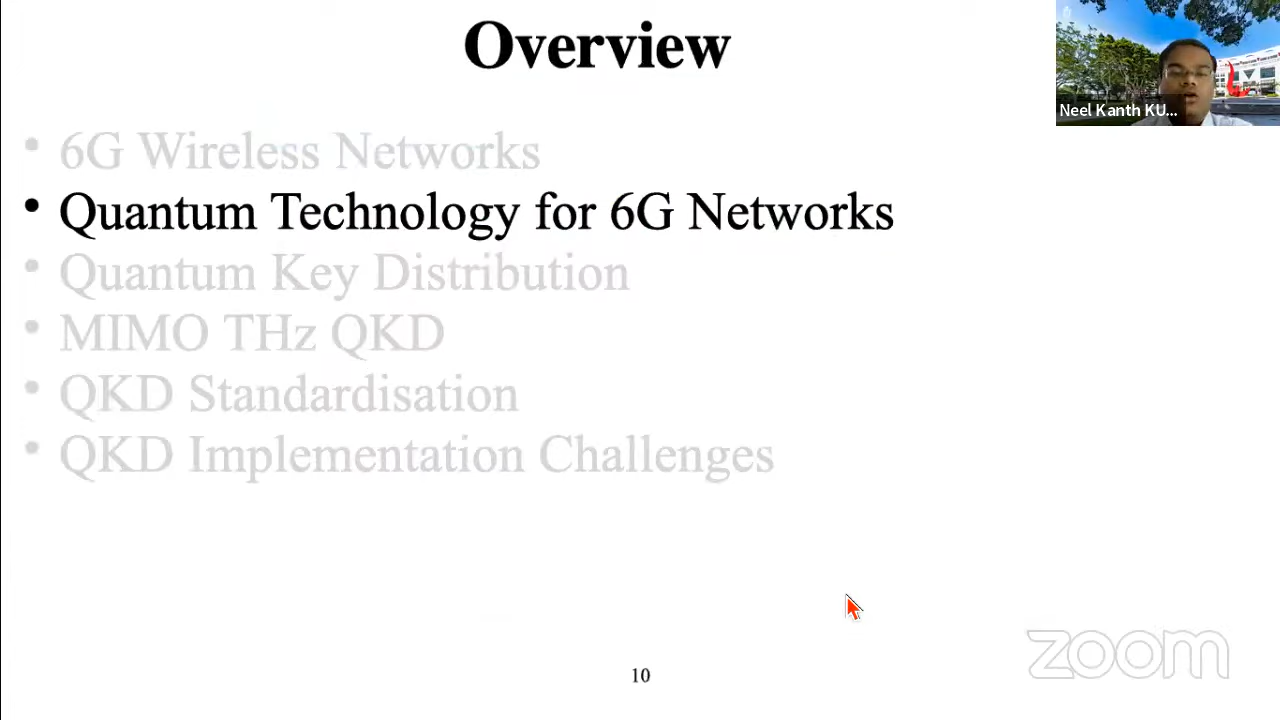 Overview
Neel Kanth KU...
• 6G Wireless Networks
• Quantum Technology for 6G Networks
• Quantum Key Distribution
• MIMO THz QKD
• QKD Standardisation
• QKD Implementation Challenges
zoom
10